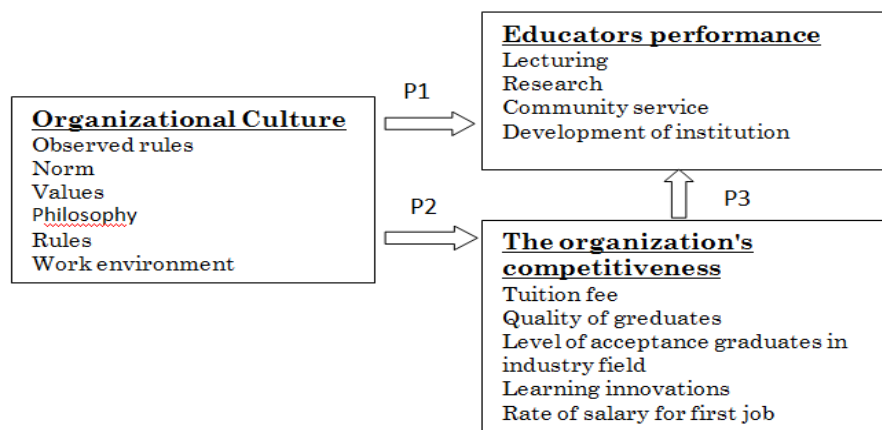 Organizational Culture
Observed rules
Norm
Values
Philosophy
Rules
Work environment
P1
P2
Educators performance
Lecturing
Research
Community service
Development of institution
P3
The organization's
competitiveness
Tuition fee
Quality of greduates
Level of acceptance graduates in
industry field
Learning innovations
Rate of salary for first job